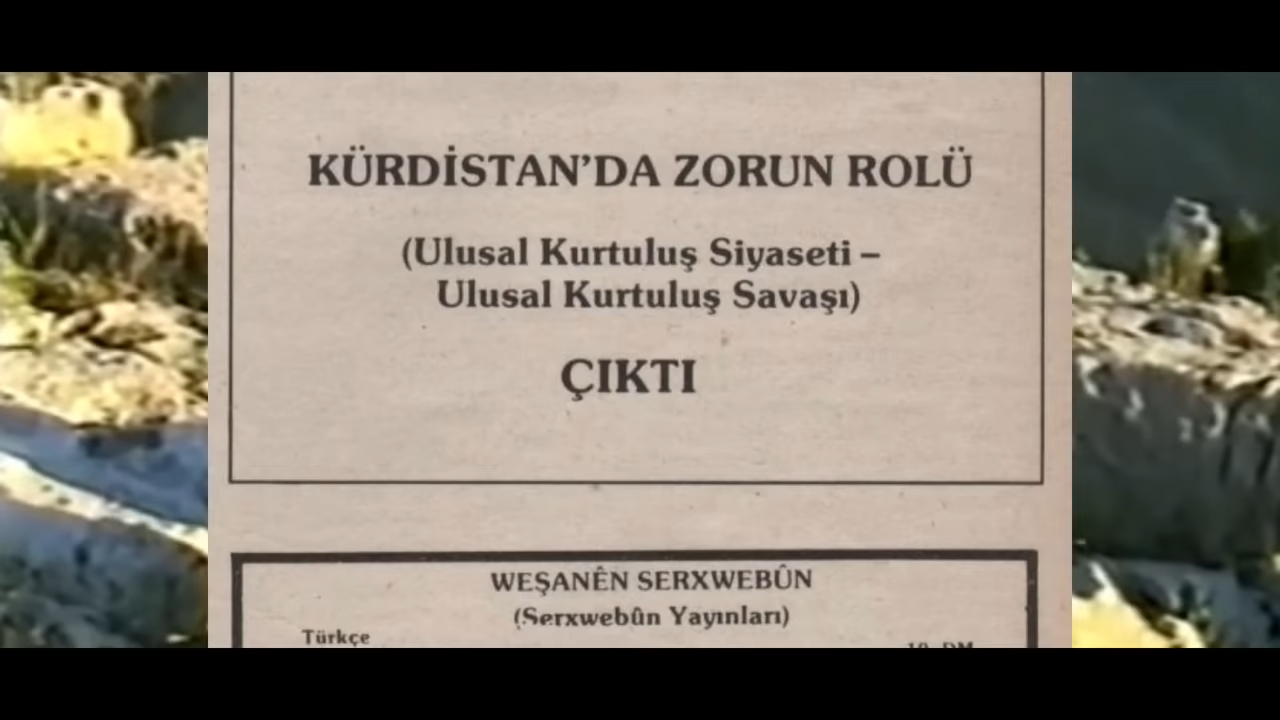 KÜRDİSTAN'DA ZORUN ROLÜ
(Ulusal Kurtuluş Siyaseti –
Ulusal Kurtuluş Savaşı)
ÇIKTI
WEŞANÊN SERXWEBÛN
(Serxwebûn Yayınları)
Türkçe